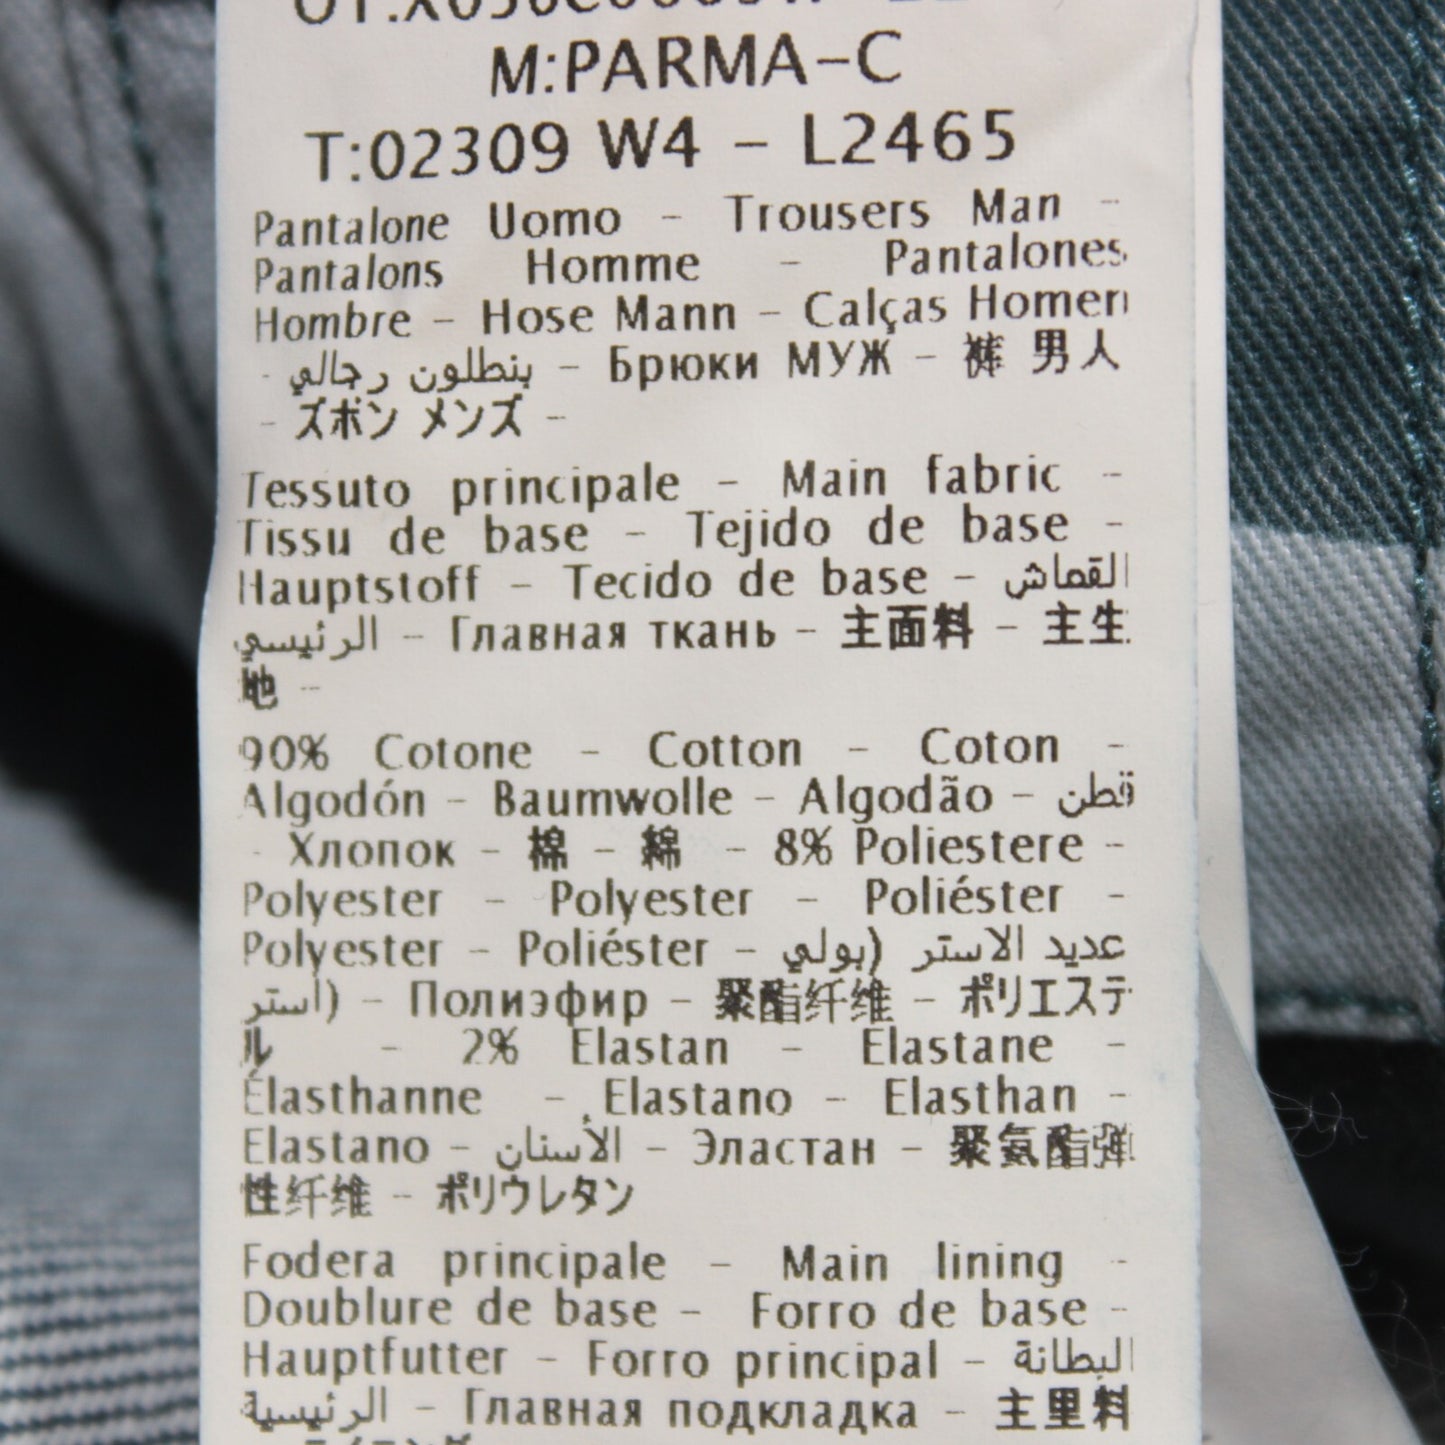 M:PARMA-C
T:02309 W4 - L2465
Pantalone Uomo - Trousers Man -
Pantalons Homme - Pantalones
Hombre - Hose Mann - Calças Homem
- بنطلون رجالي - Брюки МУЖ - 裤 男人
- ズボン メンズ -
Tessuto principale - Main fabric -
Tissu de base - Tejido de base -
Hauptstoff - Tecido de base - القماش
الرئيسي - Главная ткань - 主面料 - 主生
地 -
90% Cotone - Cotton - Coton -
Algodón - Baumwolle - Algodão - قطن
- Хлопок - 棉 - 綿 - 8% Poliestere -
Polyester - Polyester - Poliéster -
Polyester - Poliéster - عديد الاستر (بولي
استر) - Полиэфир - 聚酯纤维 - ポリエステ
ル - 2% Elastan - Elastane -
Élasthanne - Elastano - Elasthan -
Elastano - الأسنان - Эластан - 聚氨酯弹
性纤维 - ポリウレタン
Fodera principale - Main lining -
Doublure de base - Forro de base -
Hauptfutter - Forro principal - البطانة
الرئيسية - Главная подкладка - 主里料